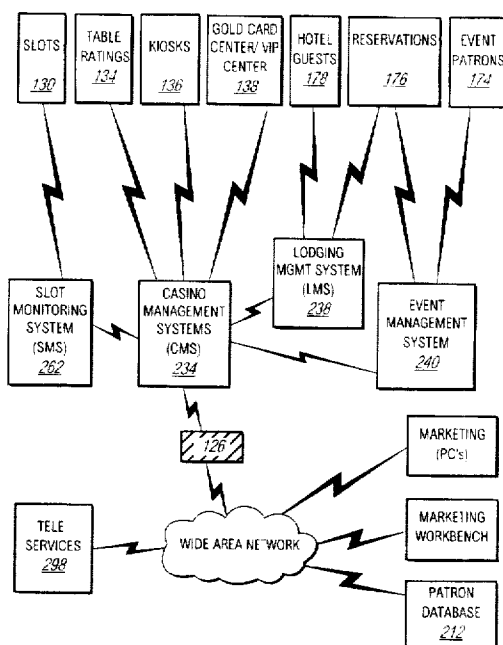 SLOTS
130
TABLE
RATINGS
134
KIOSKS
136
GOLD CARD
CENTER/ VIP
CENTER
138
HOTEL
GUESTS
178
RESERVATIONS
176
EVENT
PATRONS
174
SLOT
MONITORING
SYSTEM
(SMS)
262
CASINO
MANAGEMENT
SYSTEMS
(CMS)
234
LODGING
MGMT SYSTEM
(LMS)
238
EVENT
MANAGEMENT
SYSTEM
240
126
MARKETING
(PC's)
TELE
SERVICES
298
WIDE AREA NETWORK
MARKETING
WORKBENCH
PATRON
DATABASE
212